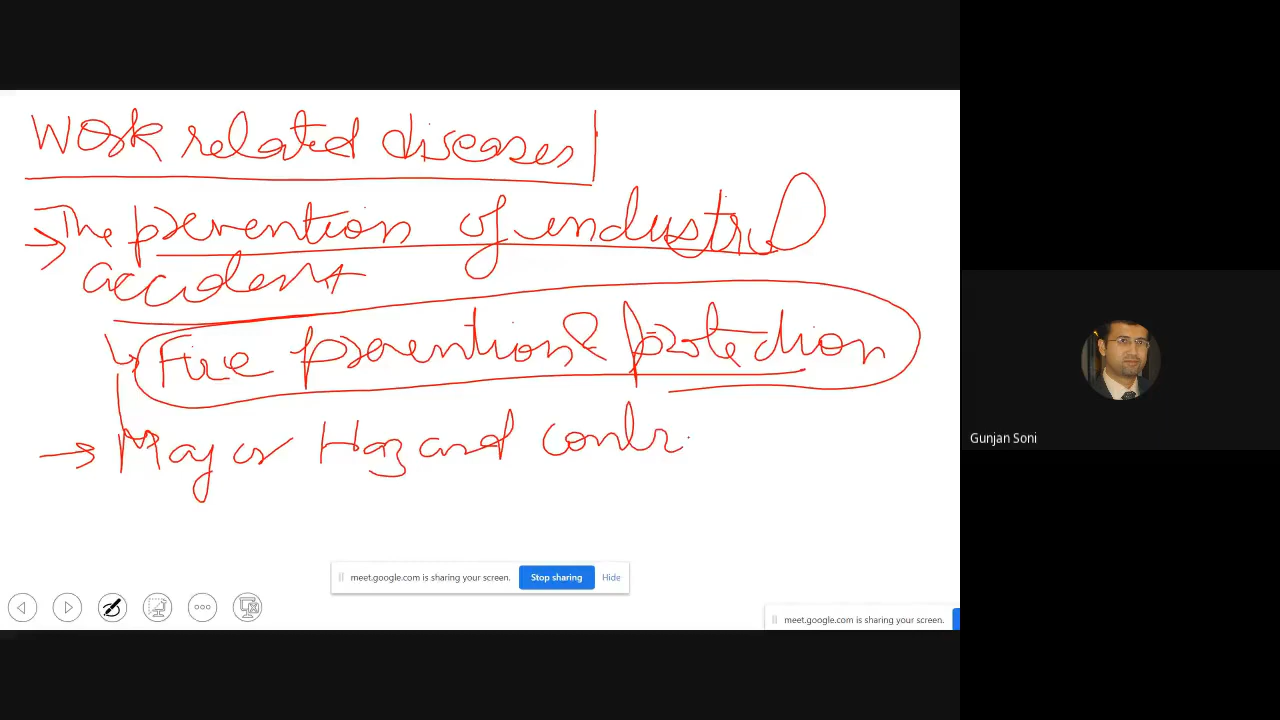 Work related diseases
→ The prevention of industrial
accident
↳ Fire prevention & protection
→ Major Hazard contr
Gunjan Soni
meet.google.com is sharing your screen. Stop sharing Hide
meet.google.com is sharing your screen.